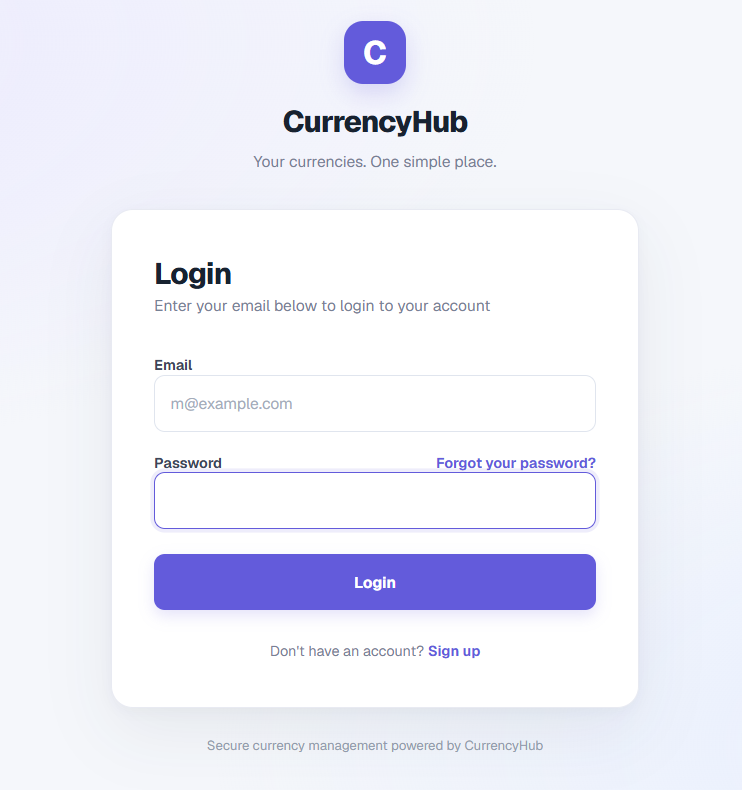 C
CurrencyHub
Your currencies. One simple place.
Login
Enter your email below to login to your account
Email
m@example.com
Password Forgot your password?
Login
Don't have an account? Sign up
Secure currency management powered by CurrencyHub